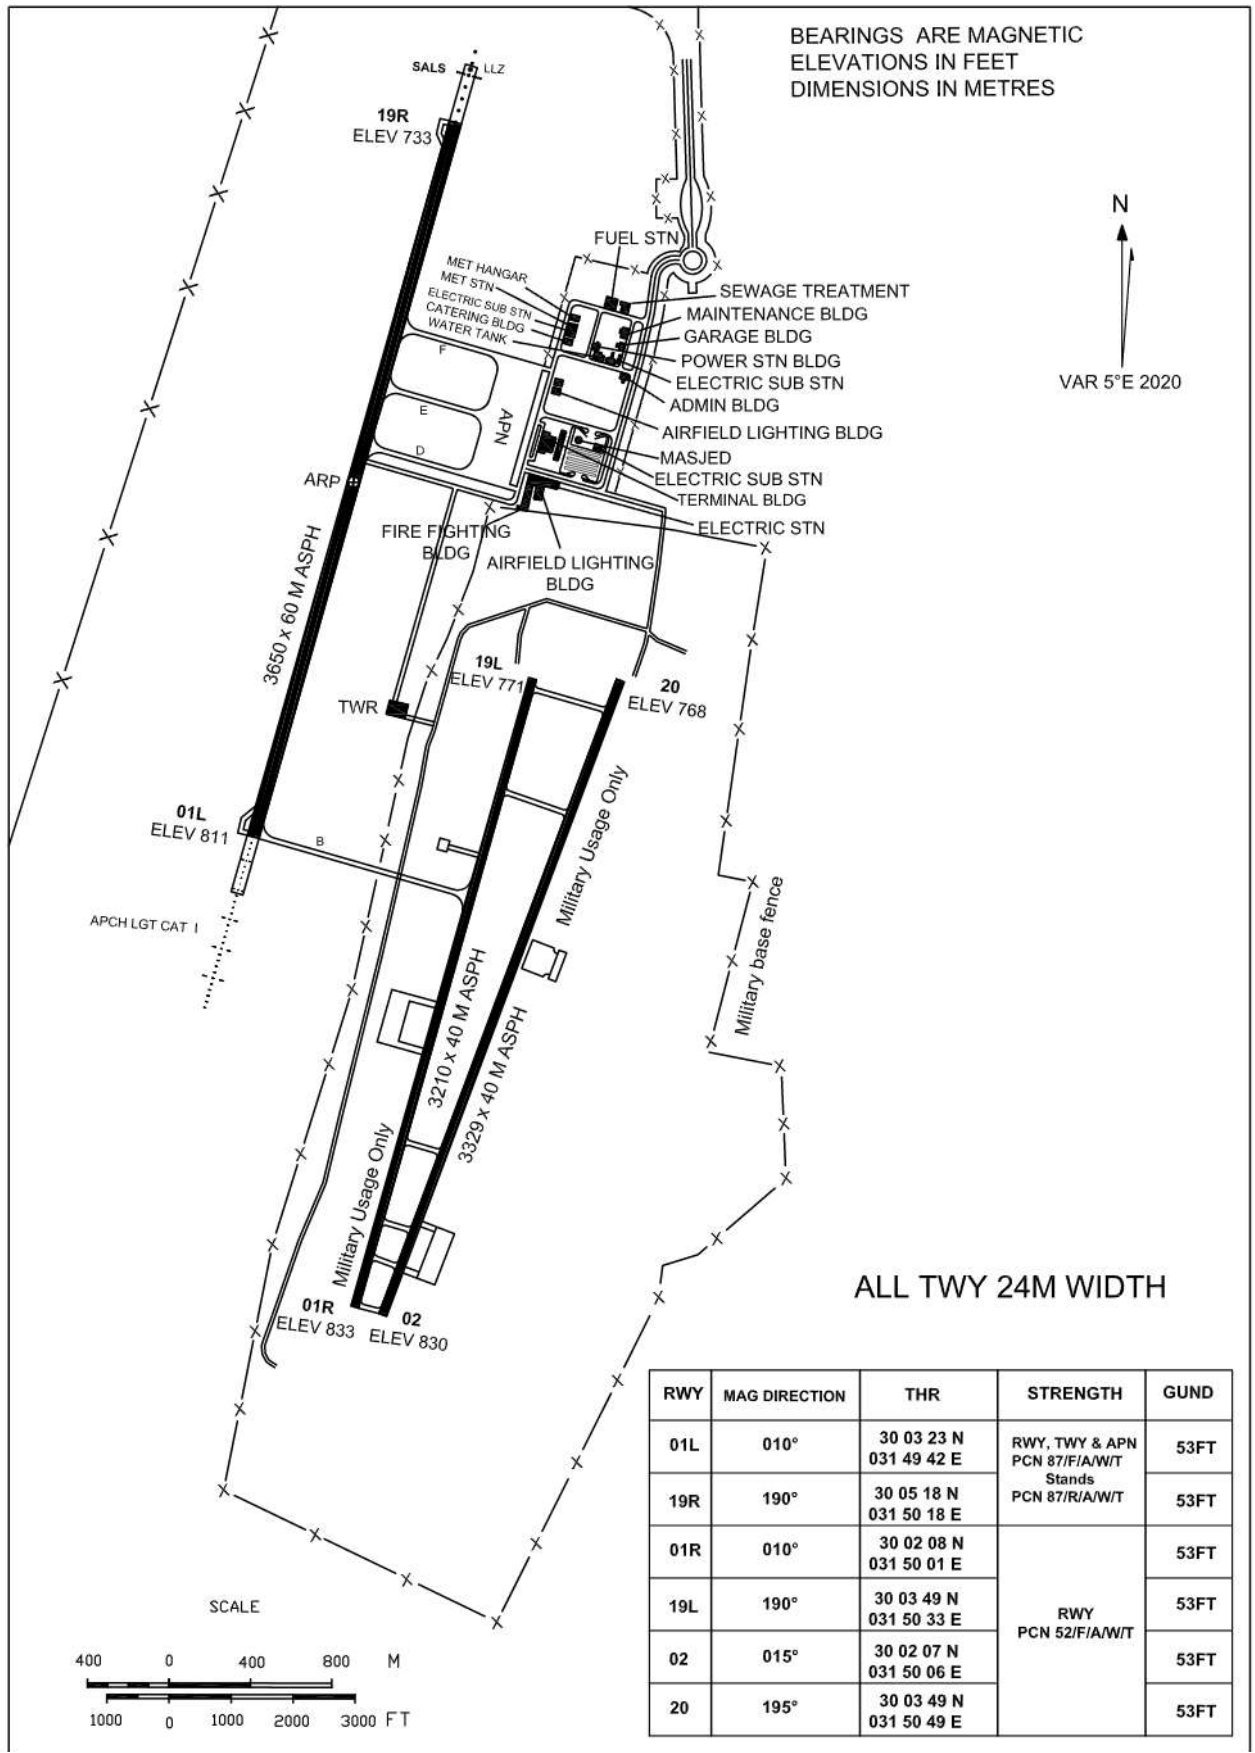 BEARINGS ARE MAGNETIC
ELEVATIONS IN FEET
DIMENSIONS IN METRES
SALS
LLZ
19R
ELEV 733
N
VAR 5°E 2020
FUEL STN
MET HANGAR
MET STN
ELECTRIC SUB STN
CATERING BLDG
WATER TANK
SEWAGE TREATMENT
MAINTENANCE BLDG
GARAGE BLDG
POWER STN BLDG
ELECTRIC SUB STN
ADMIN BLDG
AIRFIELD LIGHTING BLDG
MASJED
ELECTRIC SUB STN
TERMINAL BLDG
ELECTRIC STN
F
E
D
APN
ARP
FIRE FIGHTING
BLDG
AIRFIELD LIGHTING
BLDG
3650 x 60 M ASPH
19L
ELEV 771
20
ELEV 768
TWR
01L
ELEV 811
B
APCH LGT CAT I
Military Usage Only
Military base fence
3210 x 40 M ASPH
3329 x 40 M ASPH
Military Usage Only
01R
ELEV 833
02
ELEV 830
ALL TWY 24M WIDTH
RWY MAG DIRECTION THR STRENGTH GUND
01L 010° 30 03 23 N 031 49 42 E RWY, TWY & APN PCN 87/F/A/W/T Stands PCN 87/R/A/W/T 53FT
19R 190° 30 05 18 N 031 50 18 E 53FT
01R 010° 30 02 08 N 031 50 01 E RWY PCN 52/F/A/W/T 53FT
19L 190° 30 03 49 N 031 50 33 E 53FT
02 015° 30 02 07 N 031 50 06 E 53FT
20 195° 30 03 49 N 031 50 49 E 53FT
SCALE
400 0 400 800 M
1000 0 1000 2000 3000 FT